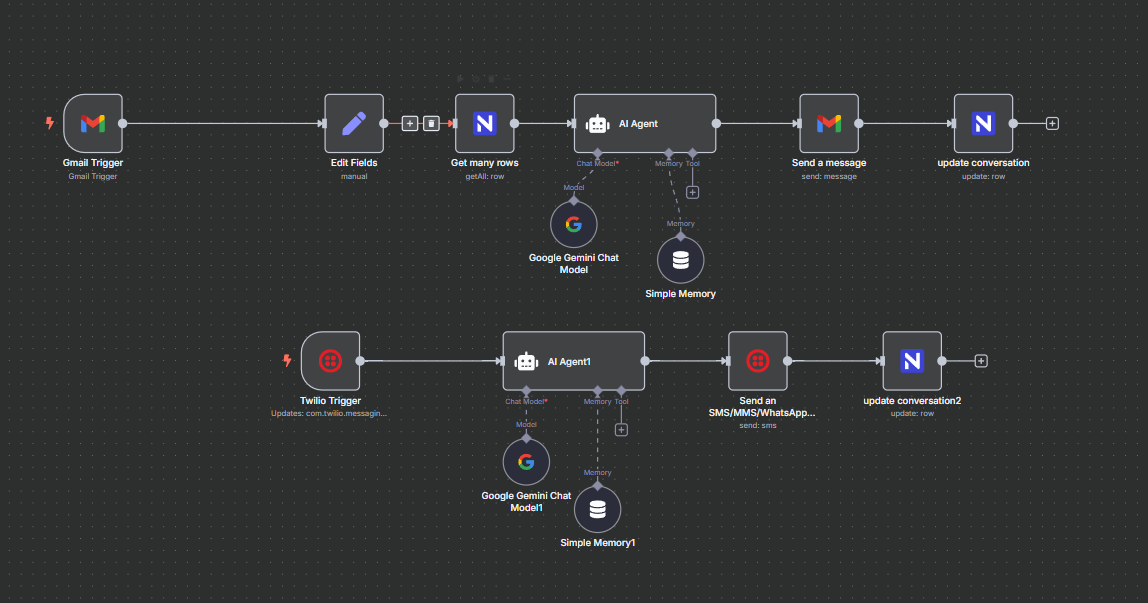 Gmail Trigger
Gmail Trigger
Edit Fields
manual
Get many rows
getAll: row
AI Agent
Chat Model*
Memory
Tool
Model
Google Gemini Chat
Model
Memory
Simple Memory
Send a message
send: message
update conversation
update: row
Twilio Trigger
Updates: com.twilio.messagin...
AI Agent1
Chat Model*
Memory
Tool
Model
Google Gemini Chat
Model1
Memory
Simple Memory1
Send an
SMS/MMS/WhatsApp...
send: sms
update conversation2
update: row